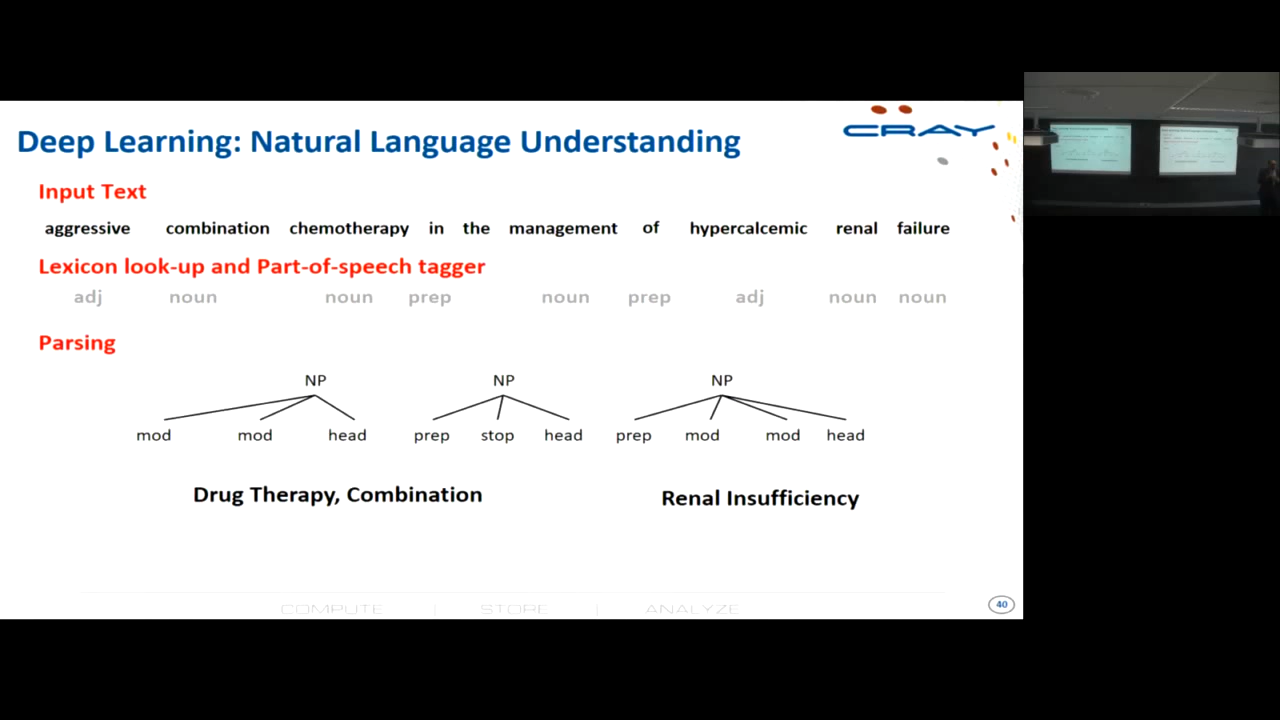 Deep Learning: Natural Language Understanding
CRAY
Input Text
aggressive combination chemotherapy in the management of hypercalcemic renal failure
Lexicon look-up and Part-of-speech tagger
adj noun noun prep noun prep adj noun noun
Parsing
NP NP NP
mod mod head prep stop head prep mod mod head
Drug Therapy, Combination
Renal Insufficiency
COMPUTE | STORE | ANALYZE
40